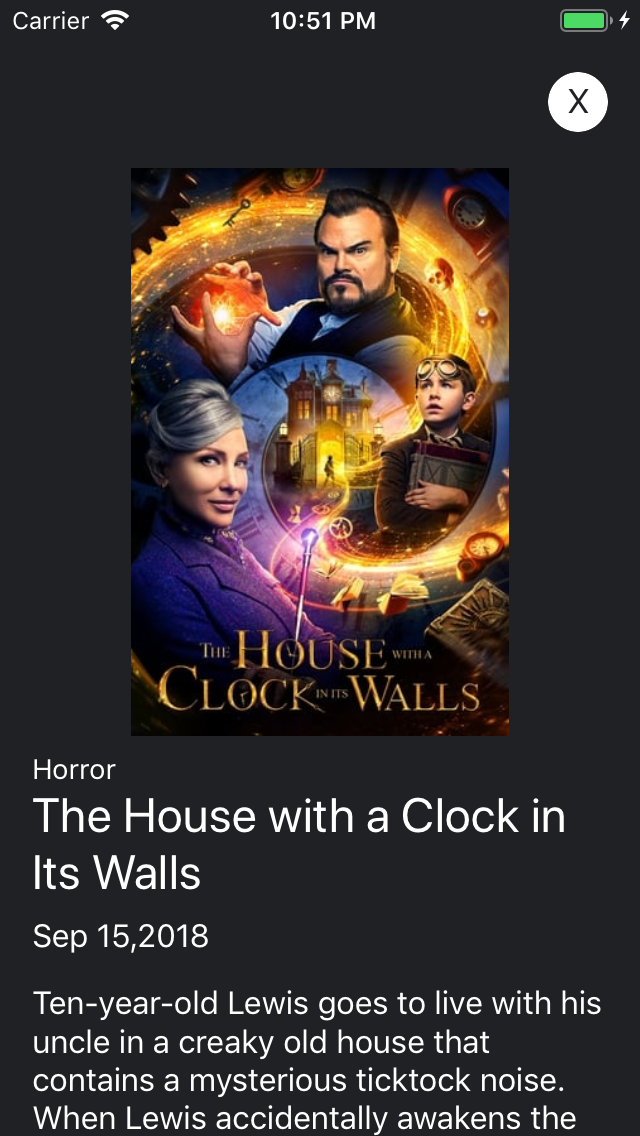 Carrier 10:51 PM
X
THE HOUSE WITH A
CLOCK IN ITS WALLS
Horror
The House with a Clock in
Its Walls
Sep 15,2018
Ten-year-old Lewis goes to live with his
uncle in a creaky old house that
contains a mysterious ticktock noise.
When Lewis accidentally awakens the